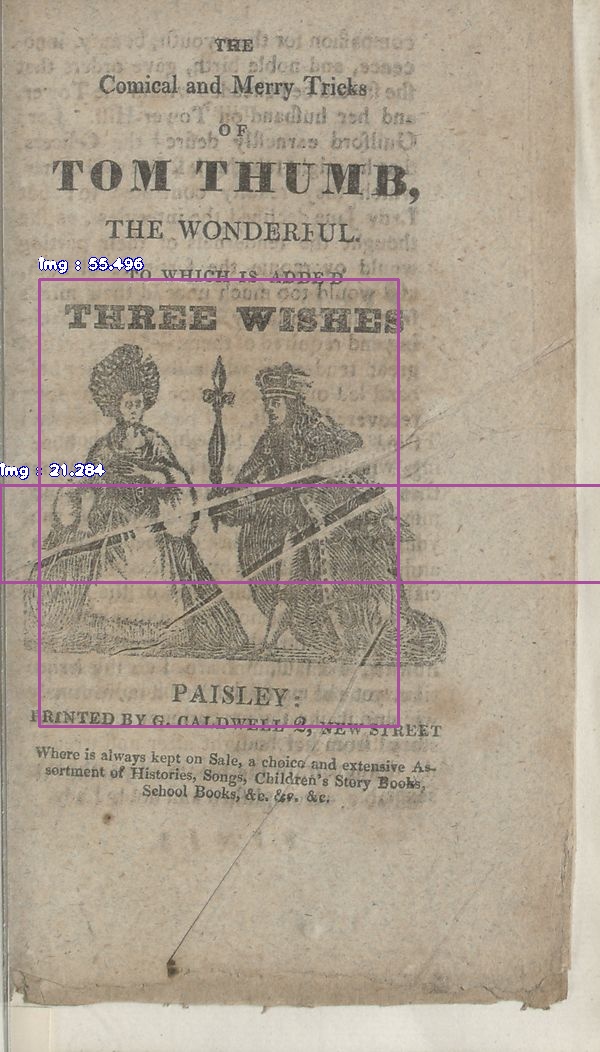 THE
Comical and Merry Tricks
OF
TOM THUMB,
THE WONDERFUL.
Img : 55.496
TO WHICH IS ADDED
THREE WISHES
Img : 21.284
PAISLEY:
PRINTED BY G. CALDWELL 2, NEW STREET
Where is always kept on Sale, a choice and extensive As-
sortment of Histories, Songs, Children's Story Books,
School Books, &c. &c. &c.